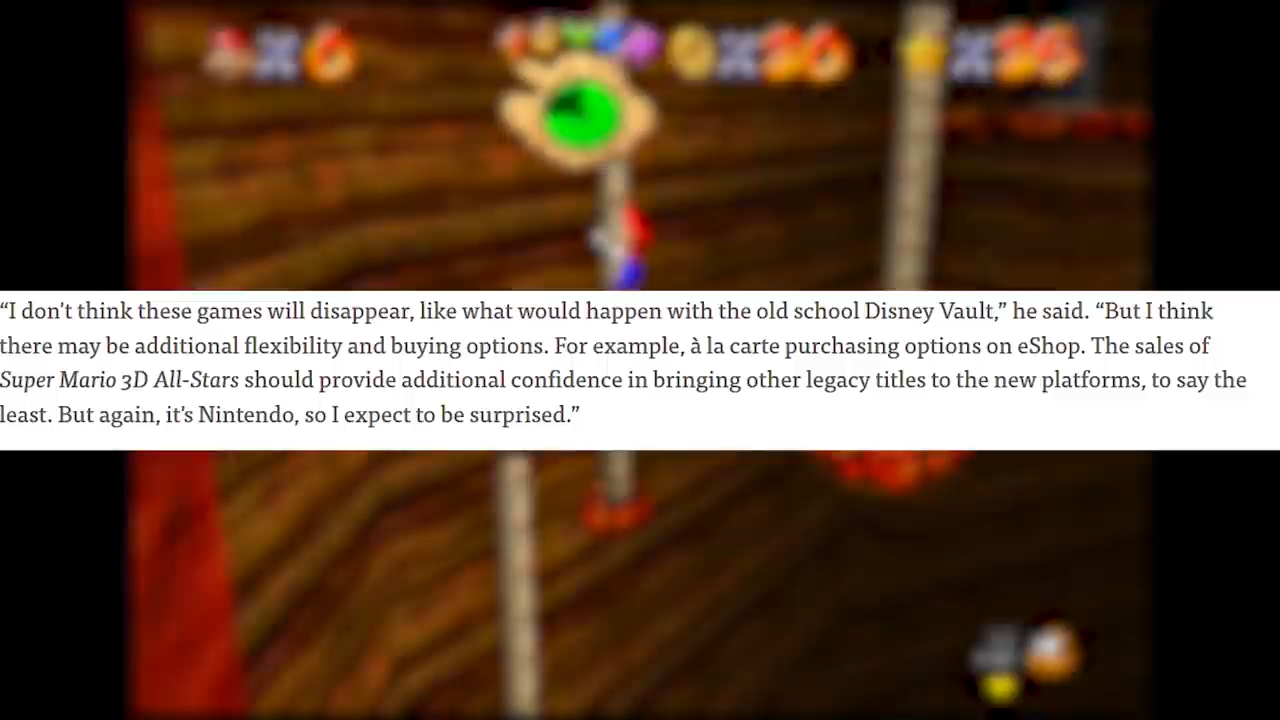 “I don't think these games will disappear, like what would happen with the old school Disney Vault,” he said. “But I think
there may be additional flexibility and buying options. For example, à la carte purchasing options on eShop. The sales of
Super Mario 3D All-Stars should provide additional confidence in bringing other legacy titles to the new platforms, to say the
least. But again, it's Nintendo, so I expect to be surprised.”